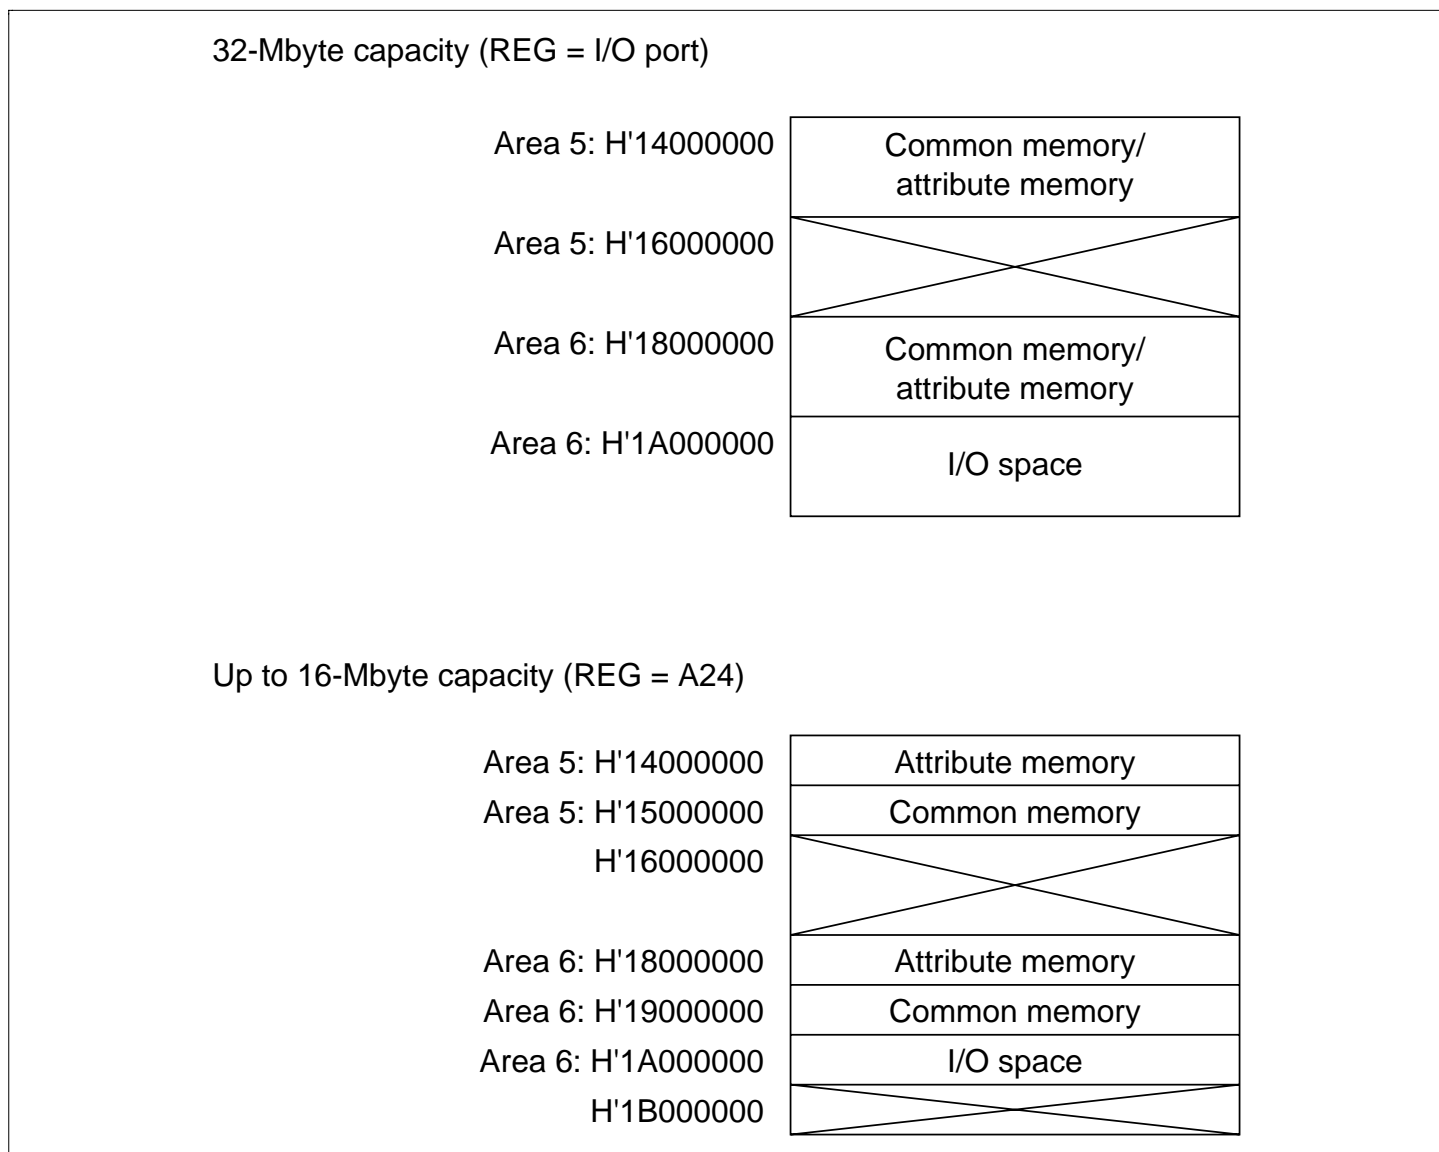 32-Mbyte capacity (REG = I/O port)
Area 5: H'14000000
Common memory/
attribute memory
Area 5: H'16000000
Area 6: H'18000000
Common memory/
attribute memory
Area 6: H'1A000000
I/O space
Up to 16-Mbyte capacity (REG = A24)
Area 5: H'14000000 Attribute memory
Area 5: H'15000000 Common memory
H'16000000
Area 6: H'18000000 Attribute memory
Area 6: H'19000000 Common memory
Area 6: H'1A000000 I/O space
H'1B000000